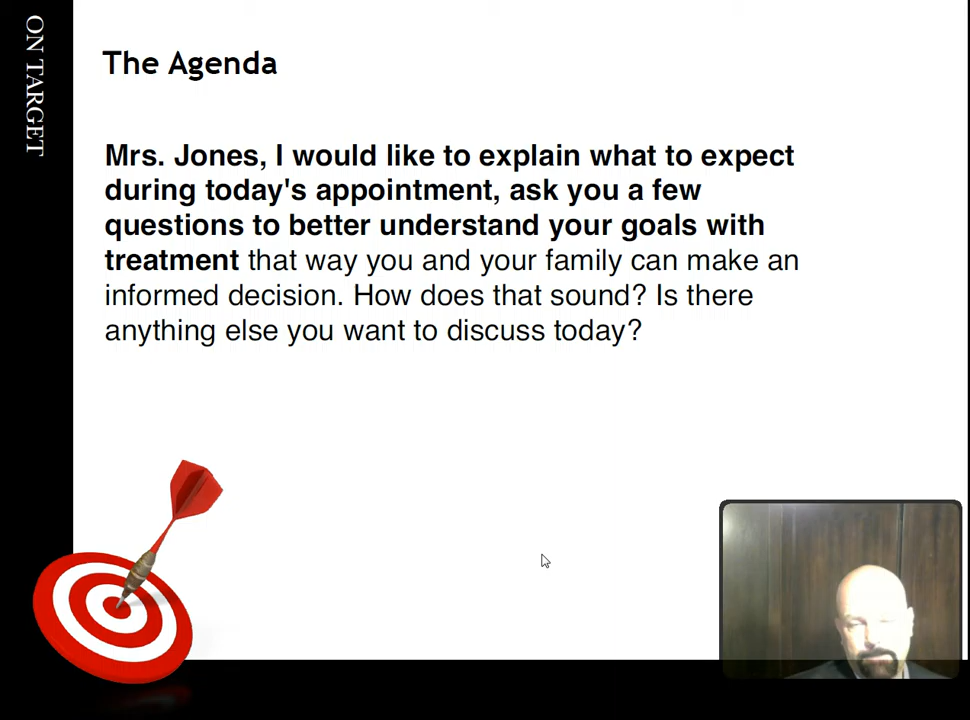 ON TARGET
The Agenda
Mrs. Jones, I would like to explain what to expect
during today's appointment, ask you a few
questions to better understand your goals with
treatment that way you and your family can make an
informed decision. How does that sound? Is there
anything else you want to discuss today?